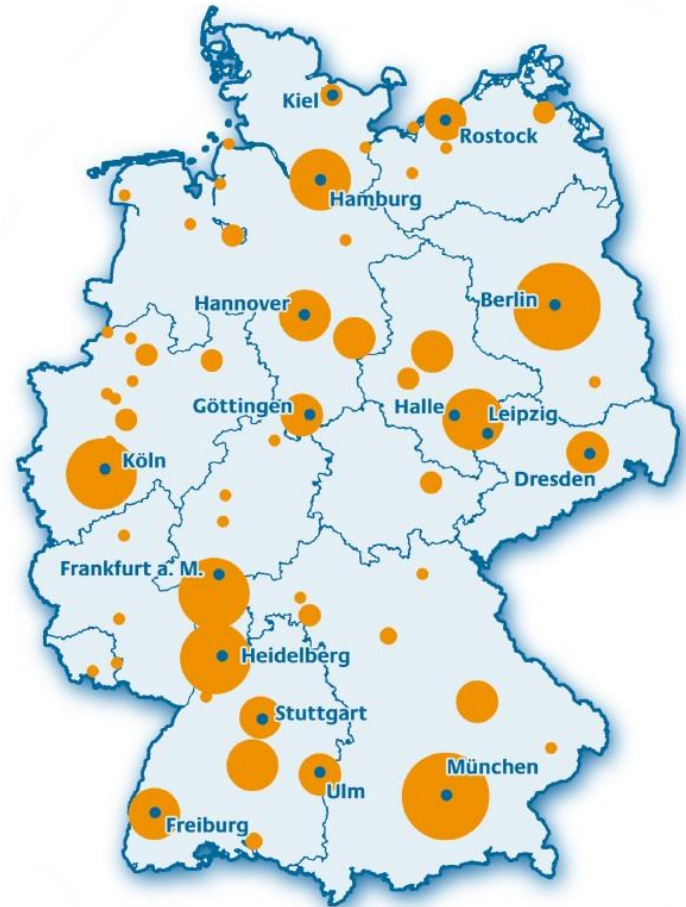 Kiel
Rostock
Hamburg
Hannover
Berlin
Göttingen
Halle
Leipzig
Köln
Dresden
Frankfurt a. M.
Heidelberg
Stuttgart
München
Ulm
Freiburg